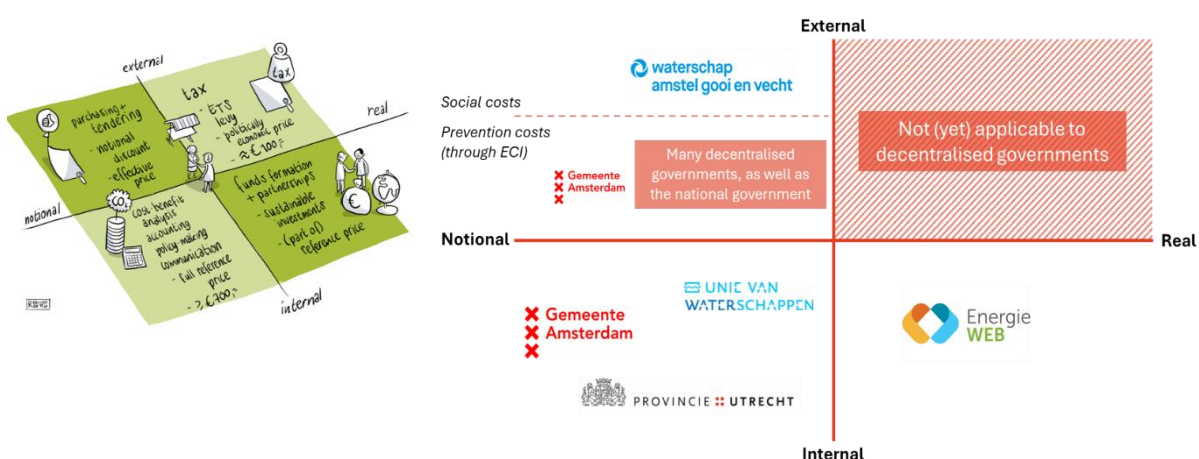 external
tax
purchasing +
tendering
- notional
discount
- effective
price
tax
- ETS
levy
- politically
economic price
- ≈ € 100 :=
real
notional
CO2
cost-benefit
analysis
accounting
policy-making
communication
- full reference
price
- ≥ € 700 :=
funds formation
+ partnerships
- sustainable
investments
- (part of)
reference price
€
internal
External
waterschap
amstel gooi en vecht
Social costs
Prevention costs
(through ECI)
Gemeente
Amsterdam
Many decentralised
governments, as well as
the national government
Not (yet) applicable to
decentralised governments
Notional
Real
UNIE VAN
WATERSCHAPPEN
Gemeente
Amsterdam
Energie
WEB
PROVINCIE UTRECHT
Internal